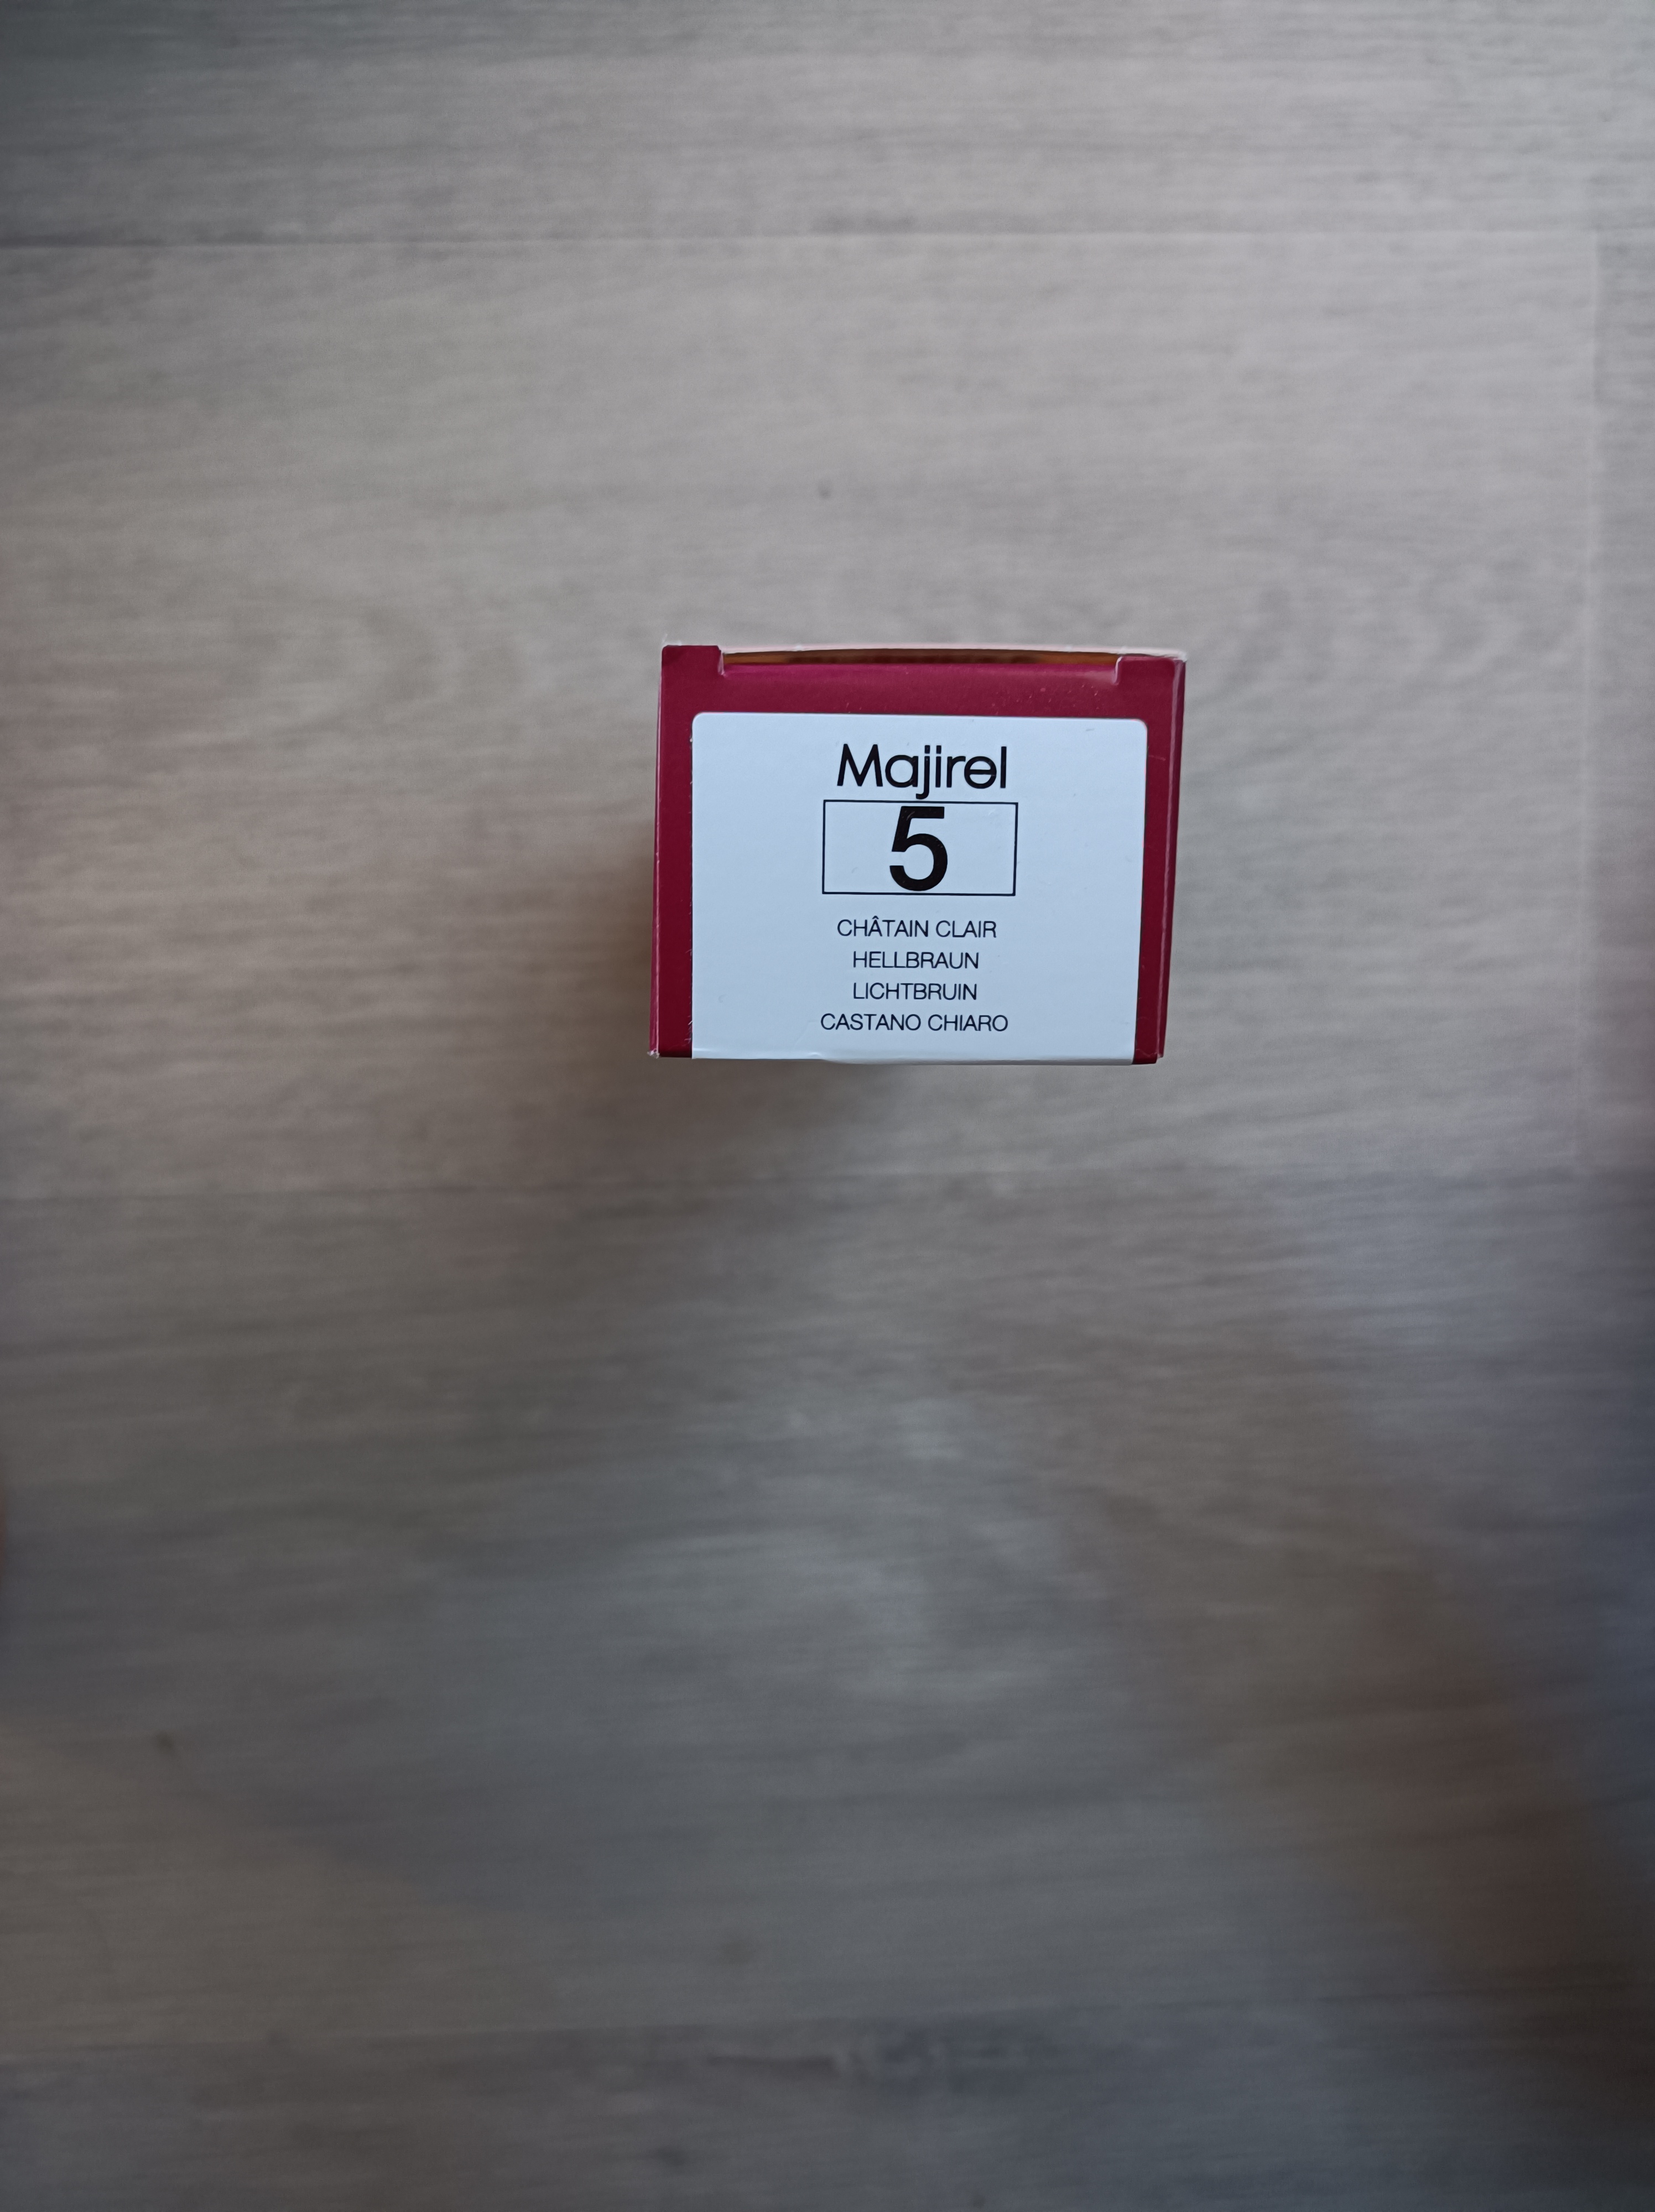 Majirel
5
CHÂTAIN CLAIR
HELLBRAUN
LICHTBRUIN
CASTANO CHIARO